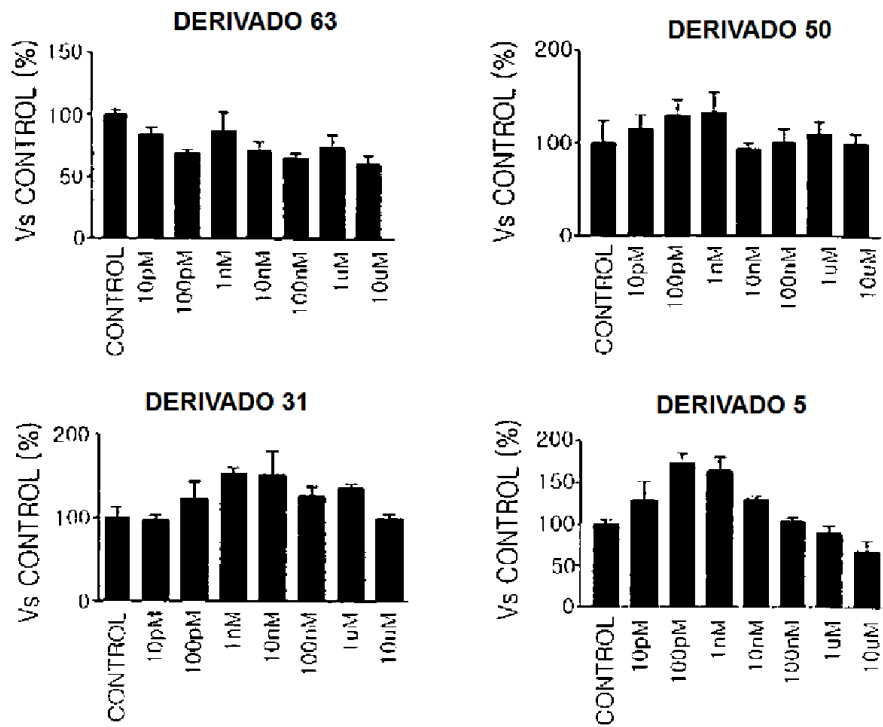 DERIVADO 63
Vs CONTROL (%)
150
100
50
0
CONTROL
10pM
100pM
1nM
10nM
100nM
1uM
10uM
DERIVADO 50
Vs CONTROL (%)
200
100
0
CONTROL
10pM
100pM
1nM
10nM
100nM
1uM
10uM
DERIVADO 31
Vs CONTROL (%)
200
100
0
CONTROL
10pM
100pM
1nM
10nM
100nM
1uM
10uM
DERIVADO 5
Vs CONTROL (%)
200
150
100
50
0
CONTROL
10pM
100pM
1nM
10nM
100nM
1uM
10uM